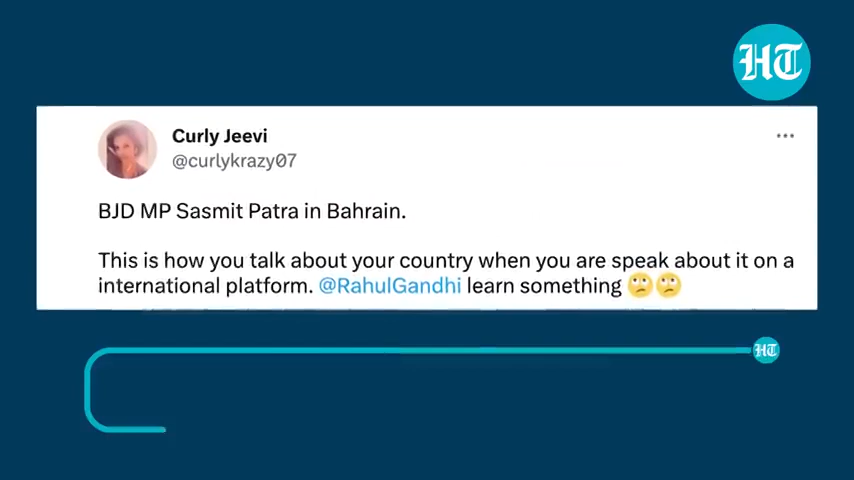 HT
Curly Jeevi
@curlykrazy07
BJD MP Sasmit Patra in Bahrain.
This is how you talk about your country when you are speak about it on a
international platform. @RahulGandhi learn something 🙄🙄
HT